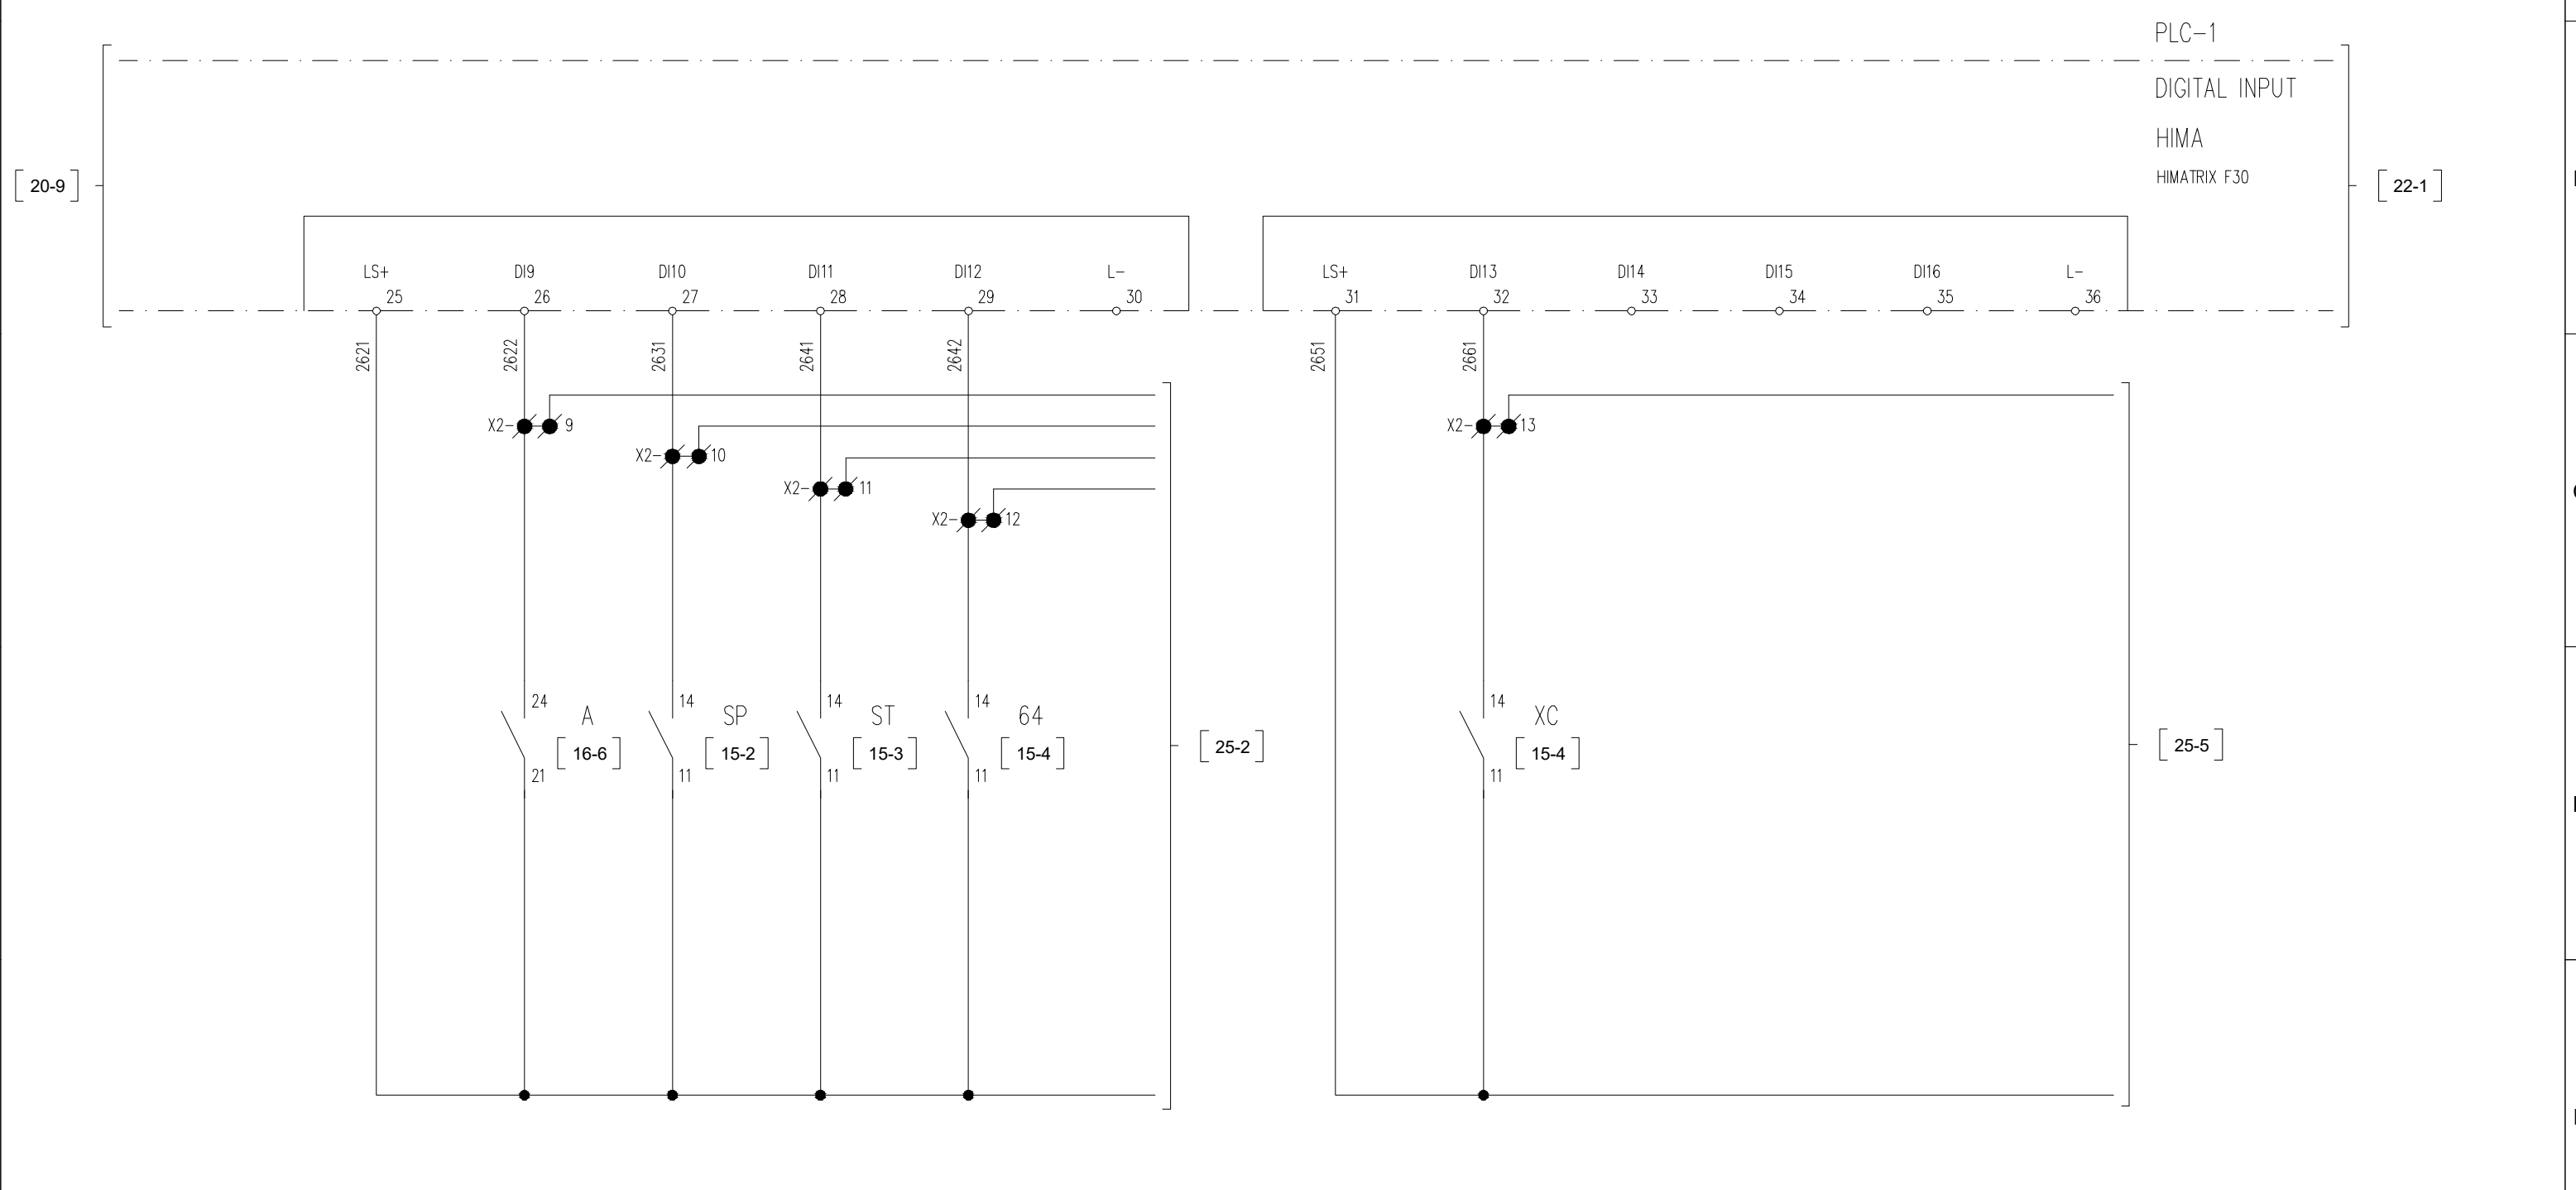 PLC-1
DIGITAL INPUT
HIMA
HIMATRIX F30
20-9
22-1
LS+ DI9 DI10 DI11 DI12 L- LS+ DI13 DI14 DI15 DI16 L-
25 26 27 28 29 30 31 32 33 34 35 36
2621 2622 2631 2641 2642 2651 2661
X2- 9 X2- 13
X2- 10
X2- 11
X2- 12
24 14 14 14 14
A SP ST 64 XC
16-6 15-2 15-3 15-4 25-2 15-4 25-5
21 11 11 11 11